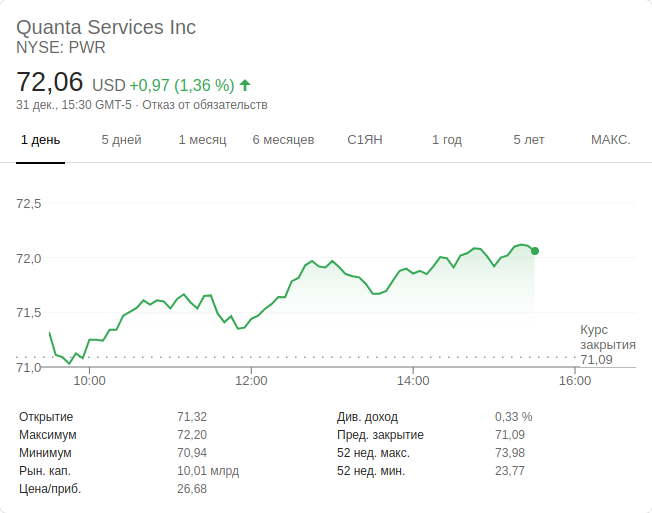 Quanta Services Inc
NYSE: PWR
72,06 USD +0,97 (1,36 %)
31 дек., 15:30 GMT-5 · Отказ от обязательств
1 день 5 дней 1 месяц 6 месяцев С1ЯН 1 год 5 лет МАКС.
72,5
72,0
71,5
Курс
закрытия
71,09
71,0
10:00 12:00 14:00 16:00
Открытие 71,32 Див. доход 0,33 %
Максимум 72,20 Пред. закрытие 71,09
Минимум 70,94 52 нед. макс. 73,98
Рын. кап. 10,01 млрд 52 нед. мин. 23,77
Цена/приб. 26,68